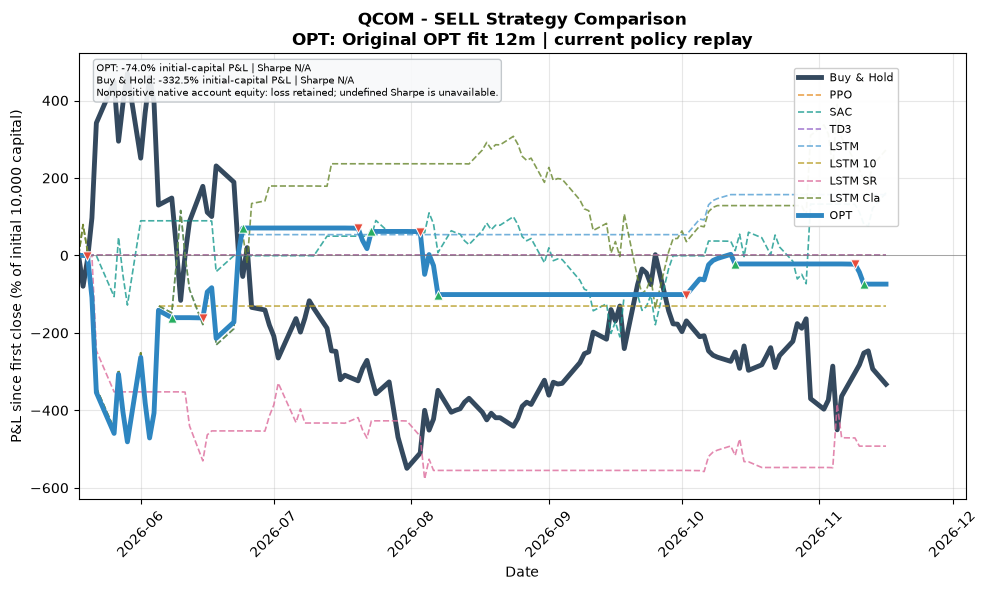 QCOM - SELL Strategy Comparison
OPT: Original OPT fit 12m | current policy replay
OPT: -74.0% initial-capital P&L | Sharpe N/A
Buy & Hold: -332.5% initial-capital P&L | Sharpe N/A
Nonpositive native account equity: loss retained; undefined Sharpe is unavailable.
Buy & Hold
PPO
SAC
TD3
LSTM
LSTM 10
LSTM SR
LSTM Cla
OPT
P&L since first close (% of initial 10,000 capital)
400
200
0
−200
−400
−600
2026-06
2026-07
2026-08
2026-09
2026-10
2026-11
2026-12
Date